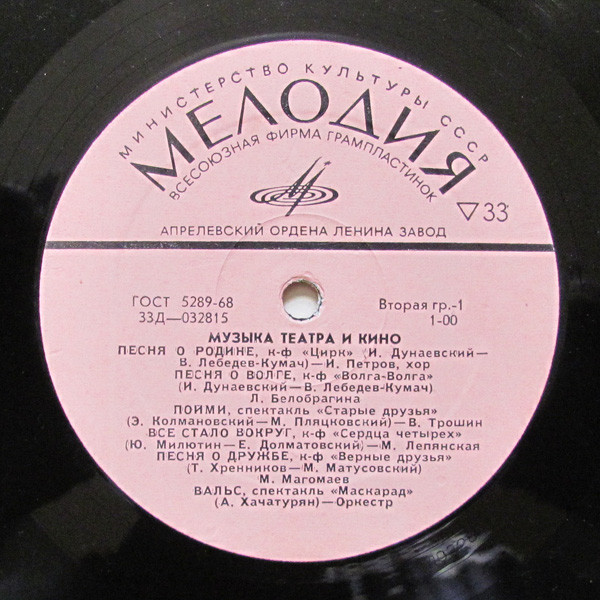 МИНИСТЕРСТВО КУЛЬТУРЫ СССР
МЕЛОДИЯ
ВСЕСОЮЗНАЯ ФИРМА ГРАМПЛАСТИНОК
▽33
АПРЕЛЕВСКИЙ ОРДЕНА ЛЕНИНА ЗАВОД
ГОСТ 5289-68
Вторая гр.-1
33Д—032815
1-00
МУЗЫКА ТЕАТРА И КИНО
ПЕСНЯ О РОДИНЕ, к-ф «Цирк» (И. Дунаевский—
В. Лебедев-Кумач)—И. Петров, хор
ПЕСНЯ О ВОЛГЕ, к-ф «Волга-Волга»
(И. Дунаевский—В. Лебедев-Кумач)
Л. Белобрагина
ПОЙМИ, спектакль «Старые друзья»
(Э. Колмановский—М. Пляцковский)—В. Трошин
ВСЕ СТАЛО ВОКРУГ, к-ф «Сердца четырех»
(Ю. Милютин—Е. Долматовский)—М. Лепянская
ПЕСНЯ О ДРУЖБЕ, к-ф «Верные друзья»
(Т. Хренников—М. Матусовский)
М. Магомаев
ВАЛЬС, спектакль «Маскарад»
(А. Хачатурян)—Оркестр